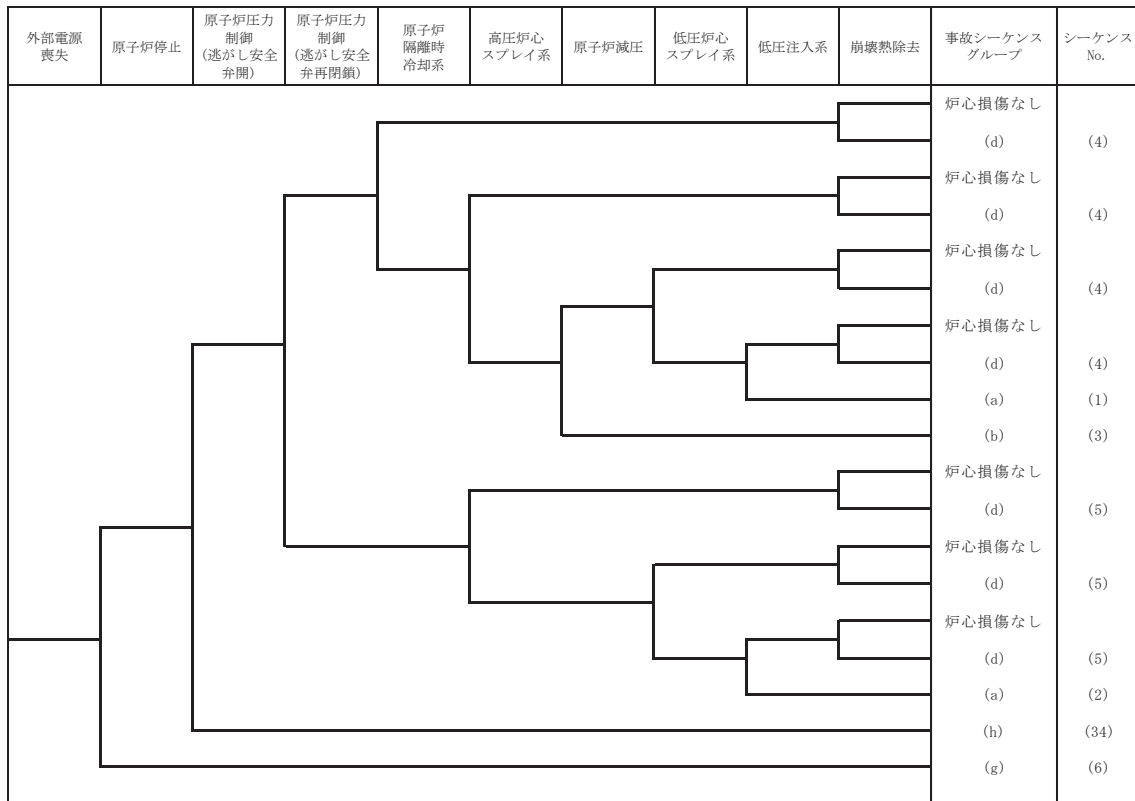 外部電源
喪失
原子炉停止
原子炉圧力
制御
(逃がし安全
弁開)
原子炉圧力
制御
(逃がし安全
弁再閉鎖)
原子炉
隔離時
冷却系
高圧炉心
スプレイ系
原子炉減圧
低圧炉心
スプレイ系
低圧注入系
崩壊熱除去
事故シーケンス
グループ
シーケンス
No.
炉心損傷なし
(d) (4)
炉心損傷なし
(d) (4)
炉心損傷なし
(d) (4)
炉心損傷なし
(d) (4)
(a) (1)
(b) (3)
炉心損傷なし
(d) (5)
炉心損傷なし
(d) (5)
炉心損傷なし
(d) (5)
(a) (2)
(h) (34)
(g) (6)